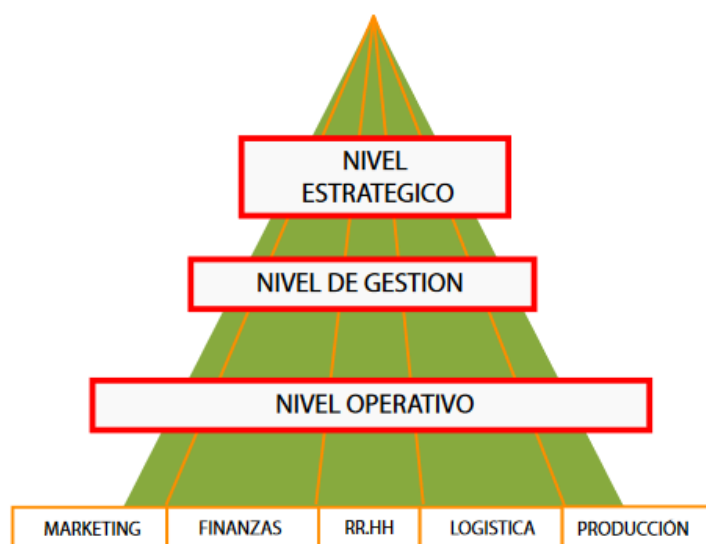 NIVEL
ESTRATEGICO
NIVEL DE GESTION
NIVEL OPERATIVO
MARKETING FINANZAS RR.HH LOGISTICA PRODUCCIÓN